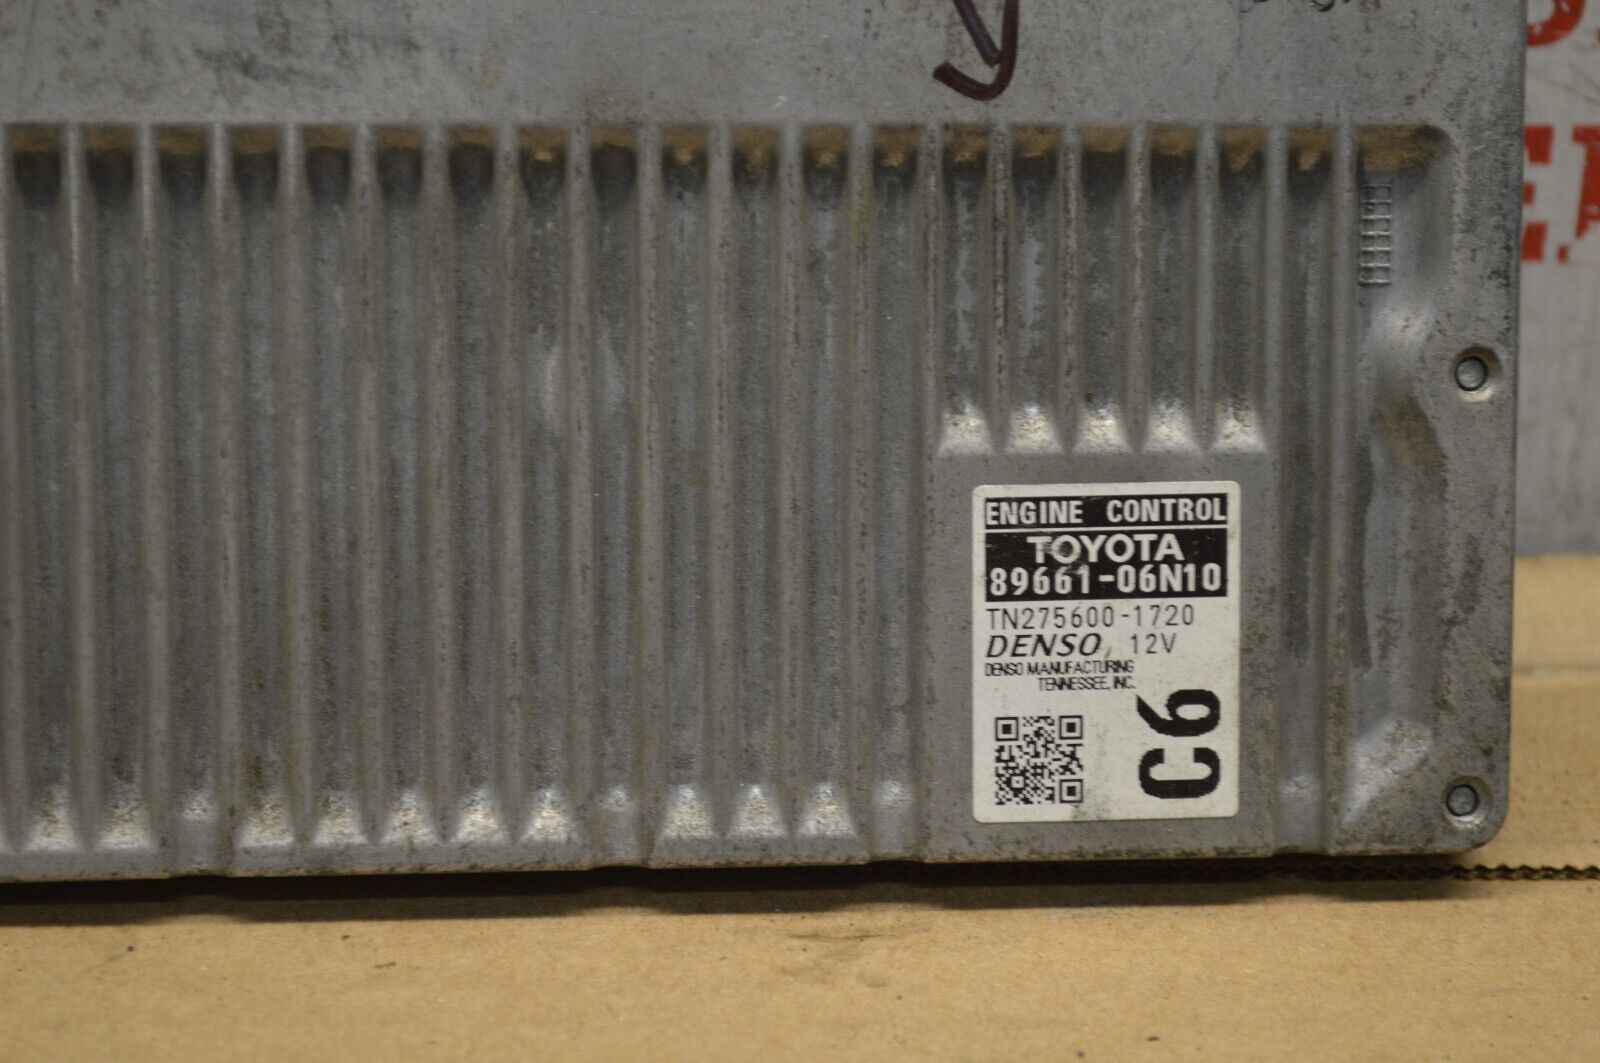 ENGINE CONTROL
TOYOTA
89661-06N10
TN275600-1720
DENSO, 12V
DENSO MANUFACTURING
TENNESSEE, INC.
C6